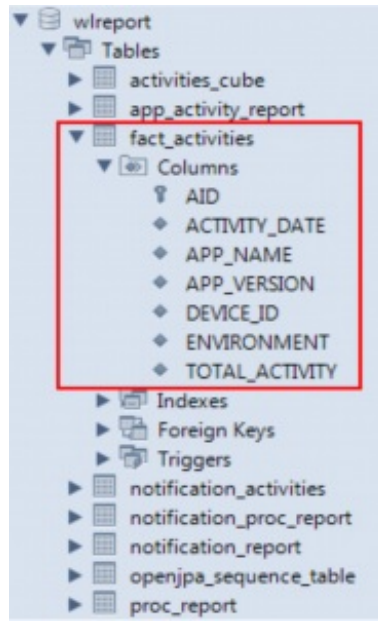 wlreport
Tables
activities_cube
app_activity_report
fact_activities
Columns
AID
ACTIVITY_DATE
APP_NAME
APP_VERSION
DEVICE_ID
ENVIRONMENT
TOTAL_ACTIVITY
Indexes
Foreign Keys
Triggers
notification_activities
notification_proc_report
notification_report
openjpa_sequence_table
proc_report